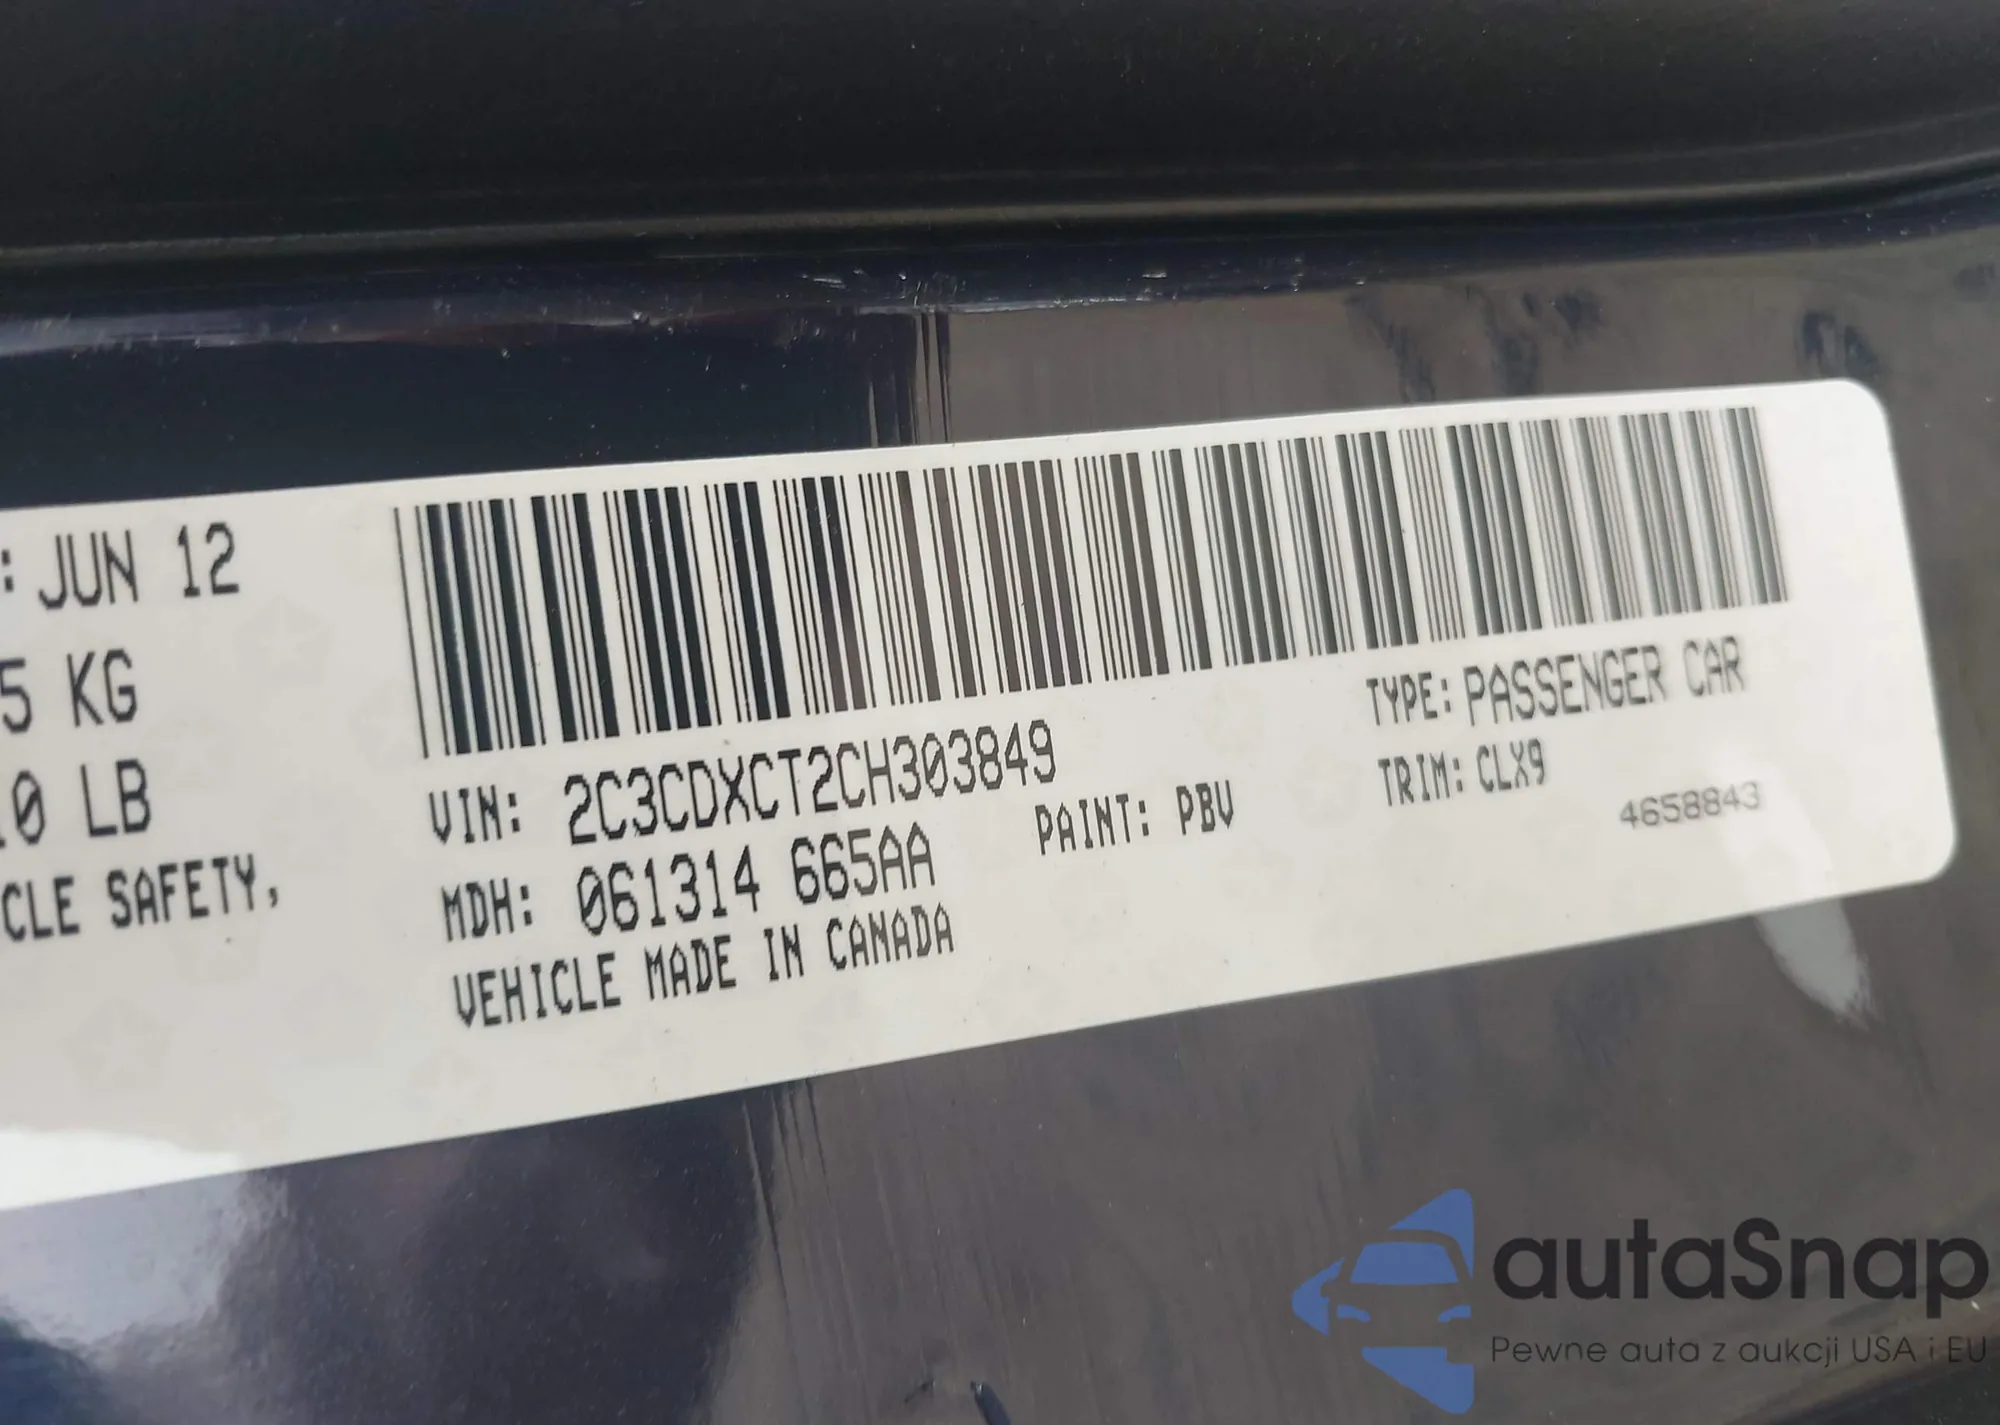 : JUN 12
5 KG
0 LB
CLE SAFETY,
VIN: 2C3CDXCT2CH303849
MDH: 061314 665AA
PAINT: PBV
VEHICLE MADE IN CANADA
TYPE: PASSENGER CAR
TRIM: CLX9
4658843
autaSnap
Pewne auta z aukcji USA i EU